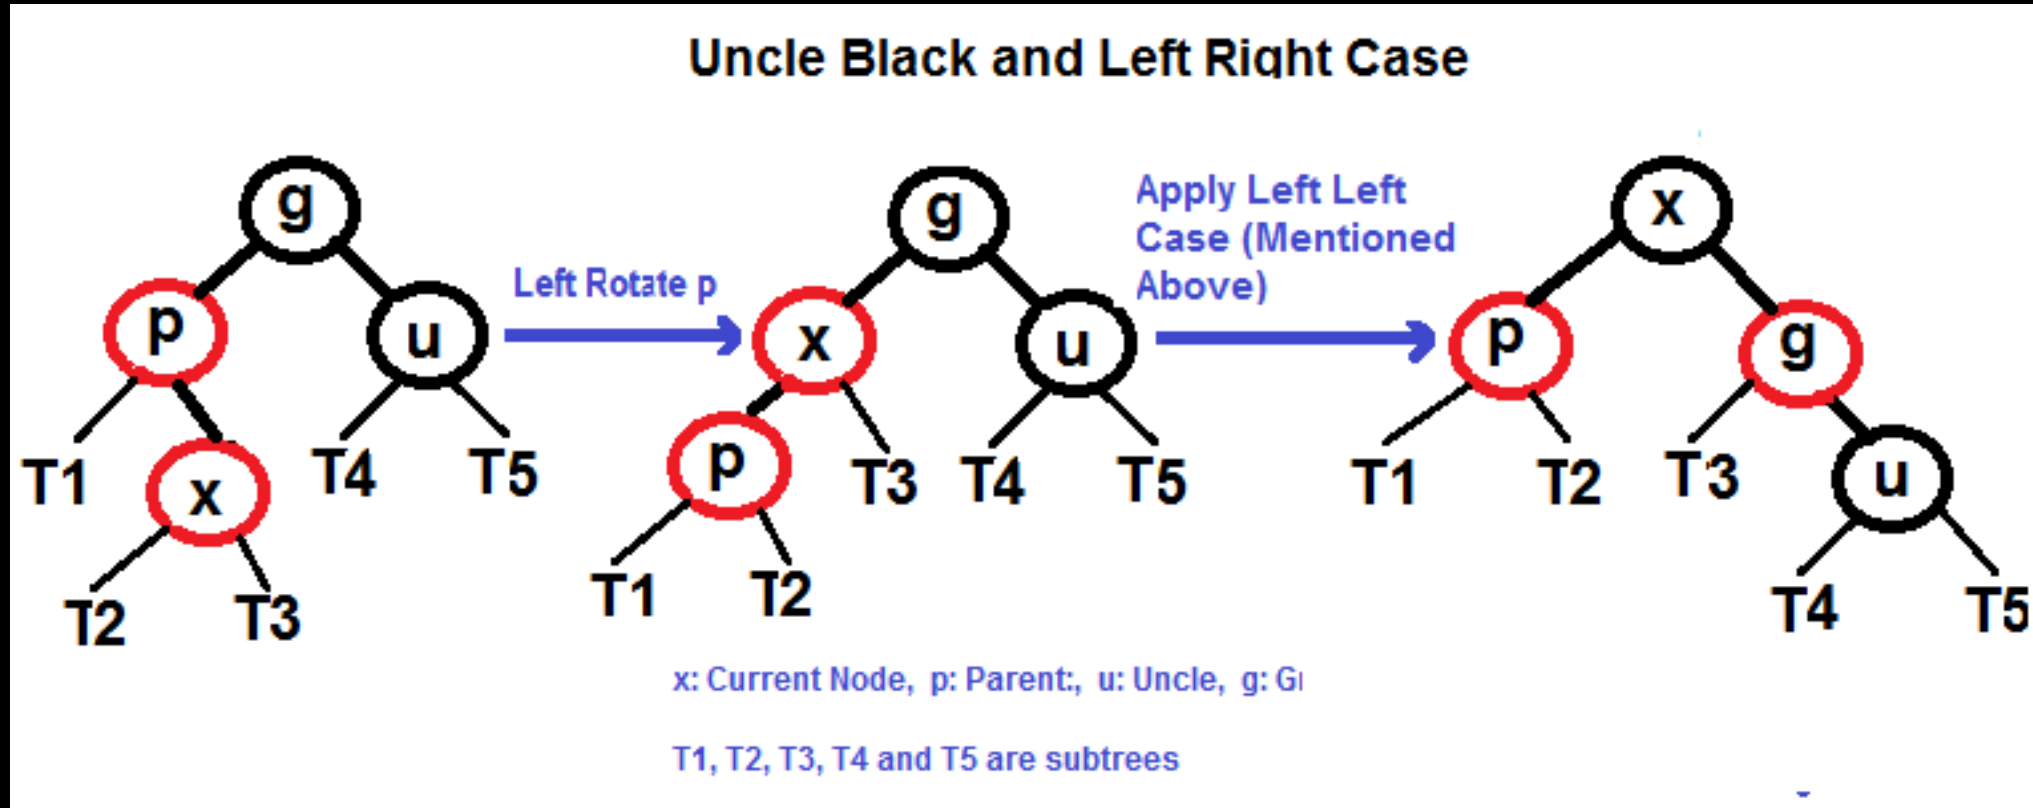 Uncle Black and Left Right Case
g
p
u
T1
x
T4
T5
T2
T3
Left Rotate p
g
x
u
p
T3
T4
T5
T1
T2
Apply Left Left
Case (Mentioned
Above)
x
p
g
T1
T2
T3
u
T4
T5
x: Current Node, p: Parent:, u: Uncle, g:
T1, T2, T3, T4 and T5 are subtrees